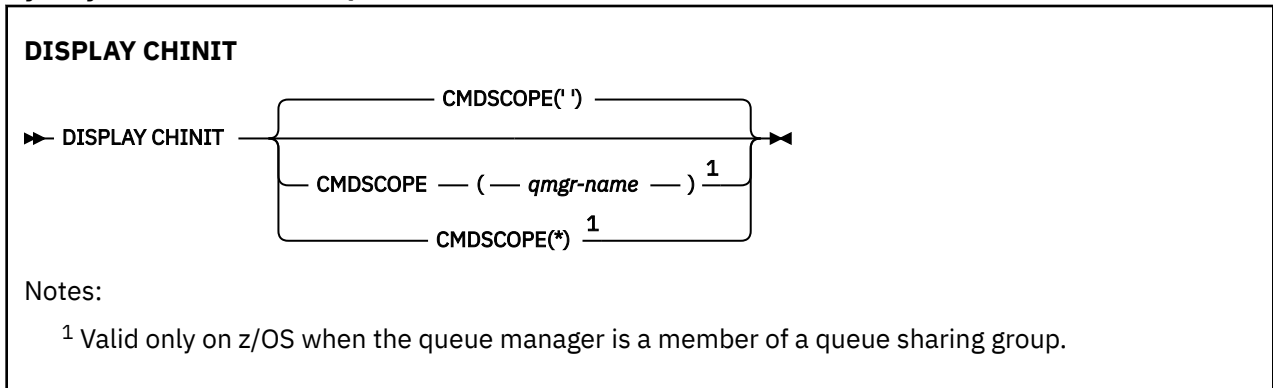 DISPLAY CHINIT
CMDSCOPE(' ')
DISPLAY CHINIT
CMDSCOPE ( qmgr-name ) 1
CMDSCOPE(*) 1
Notes:
1 Valid only on z/OS when the queue manager is a member of a queue sharing group.